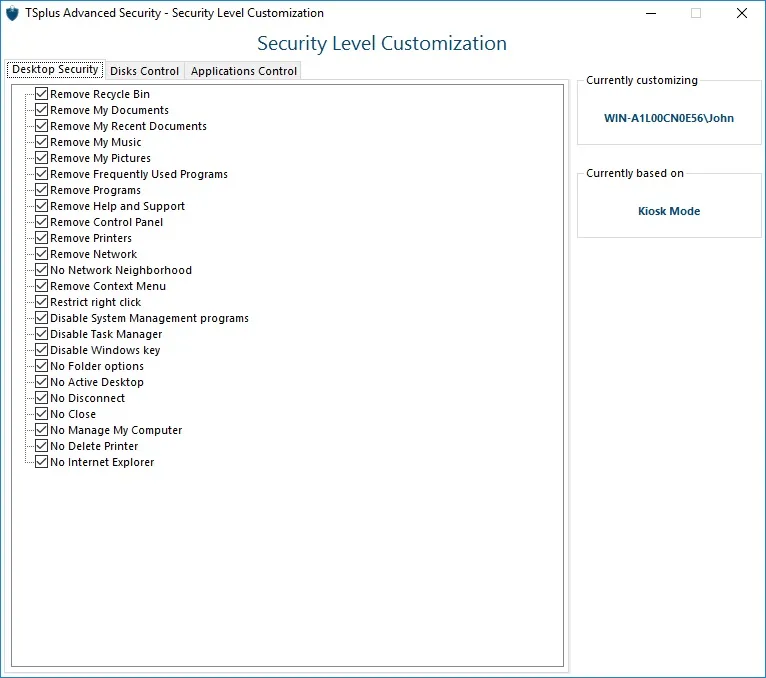 TSplus Advanced Security - Security Level Customization
Security Level Customization
Desktop Security Disks Control Applications Control
Remove Recycle Bin
Remove My Documents
Remove My Recent Documents
Remove My Music
Remove My Pictures
Remove Frequently Used Programs
Remove Programs
Remove Help and Support
Remove Control Panel
Remove Printers
Remove Network
No Network Neighborhood
Remove Context Menu
Restrict right click
Disable System Management programs
Disable Task Manager
Disable Windows key
No Folder options
No Active Desktop
No Disconnect
No Close
No Manage My Computer
No Delete Printer
No Internet Explorer
Currently customizing
WIN-A1L00CN0E56\John
Currently based on
Kiosk Mode